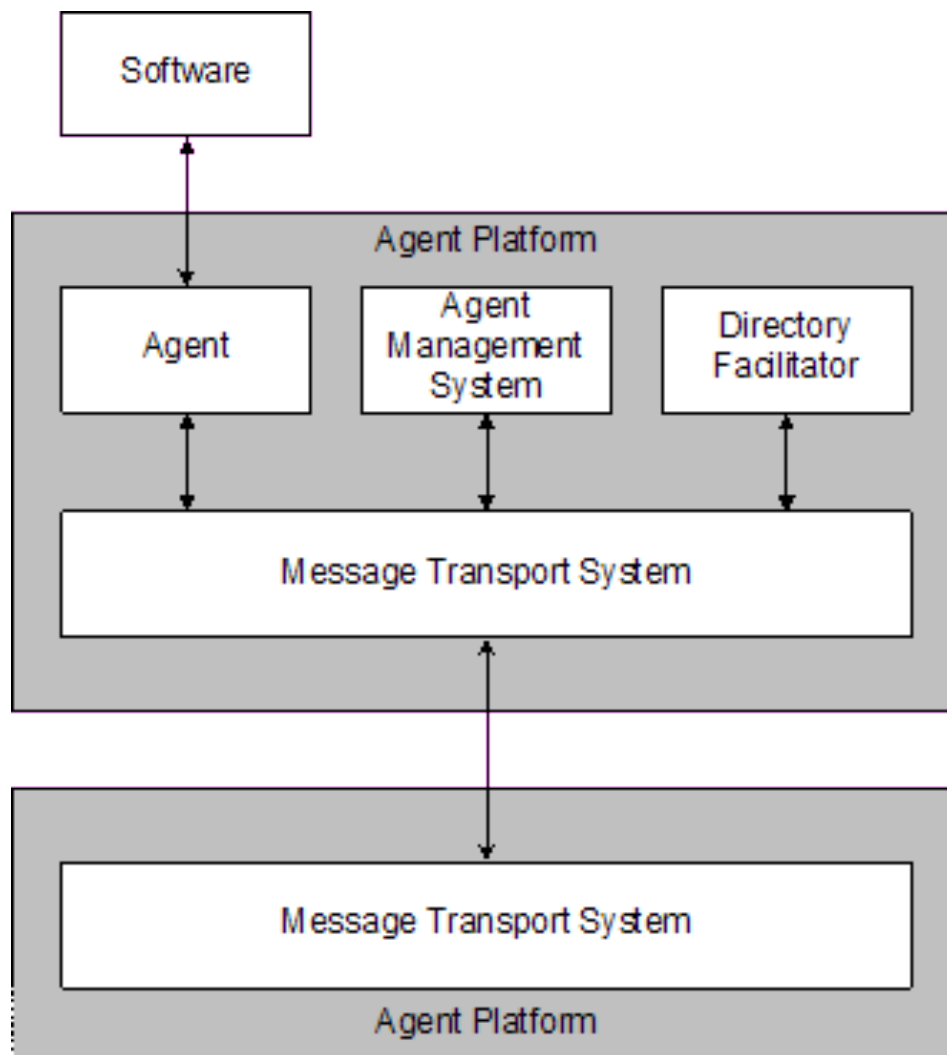 Software
Agent Platform
Agent
Agent
Management
System
Directory
Facilitator
Message Transport System
Message Transport System
Agent Platform